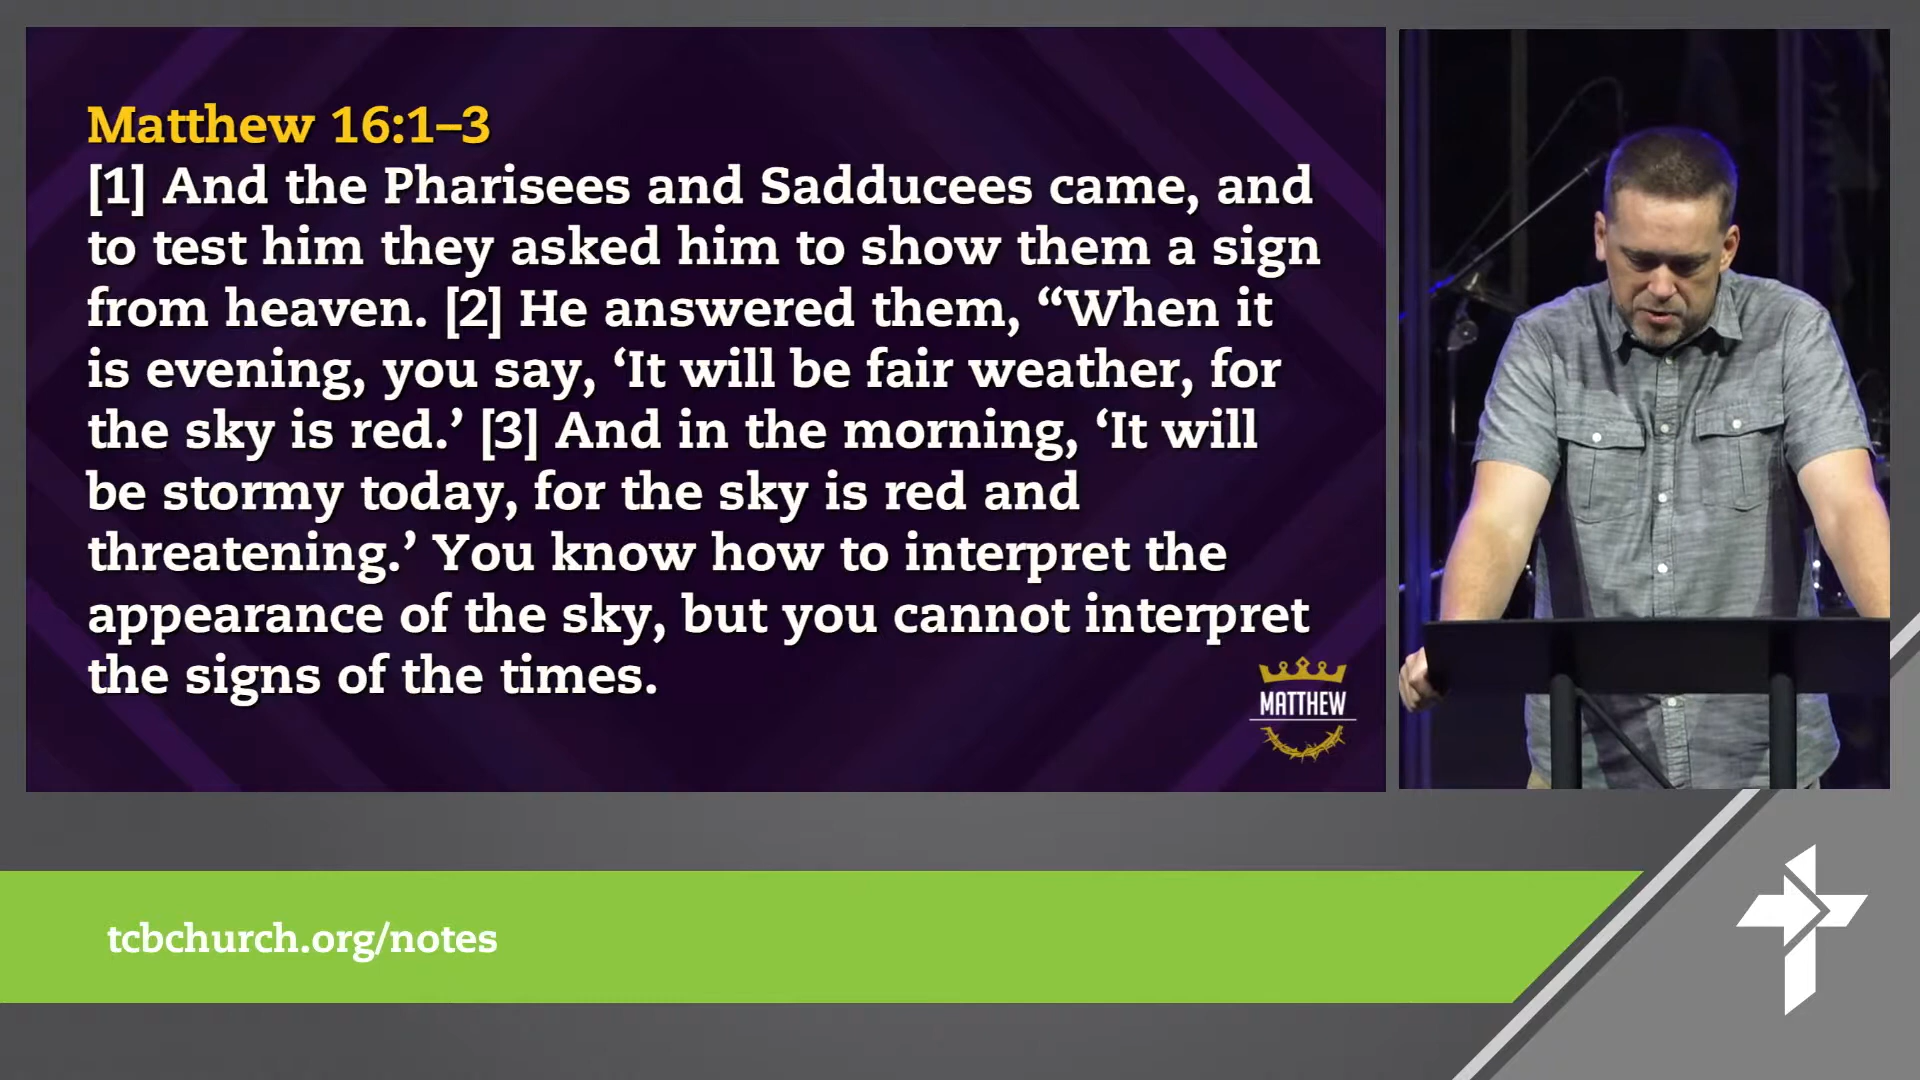 Matthew 16:1–3
[1] And the Pharisees and Sadducees came, and
to test him they asked him to show them a sign
from heaven. [2] He answered them, “When it
is evening, you say, ‘It will be fair weather, for
the sky is red.’ [3] And in the morning, ‘It will
be stormy today, for the sky is red and
threatening.’ You know how to interpret the
appearance of the sky, but you cannot interpret
the signs of the times.
MATTHEW
tcbchurch.org/notes